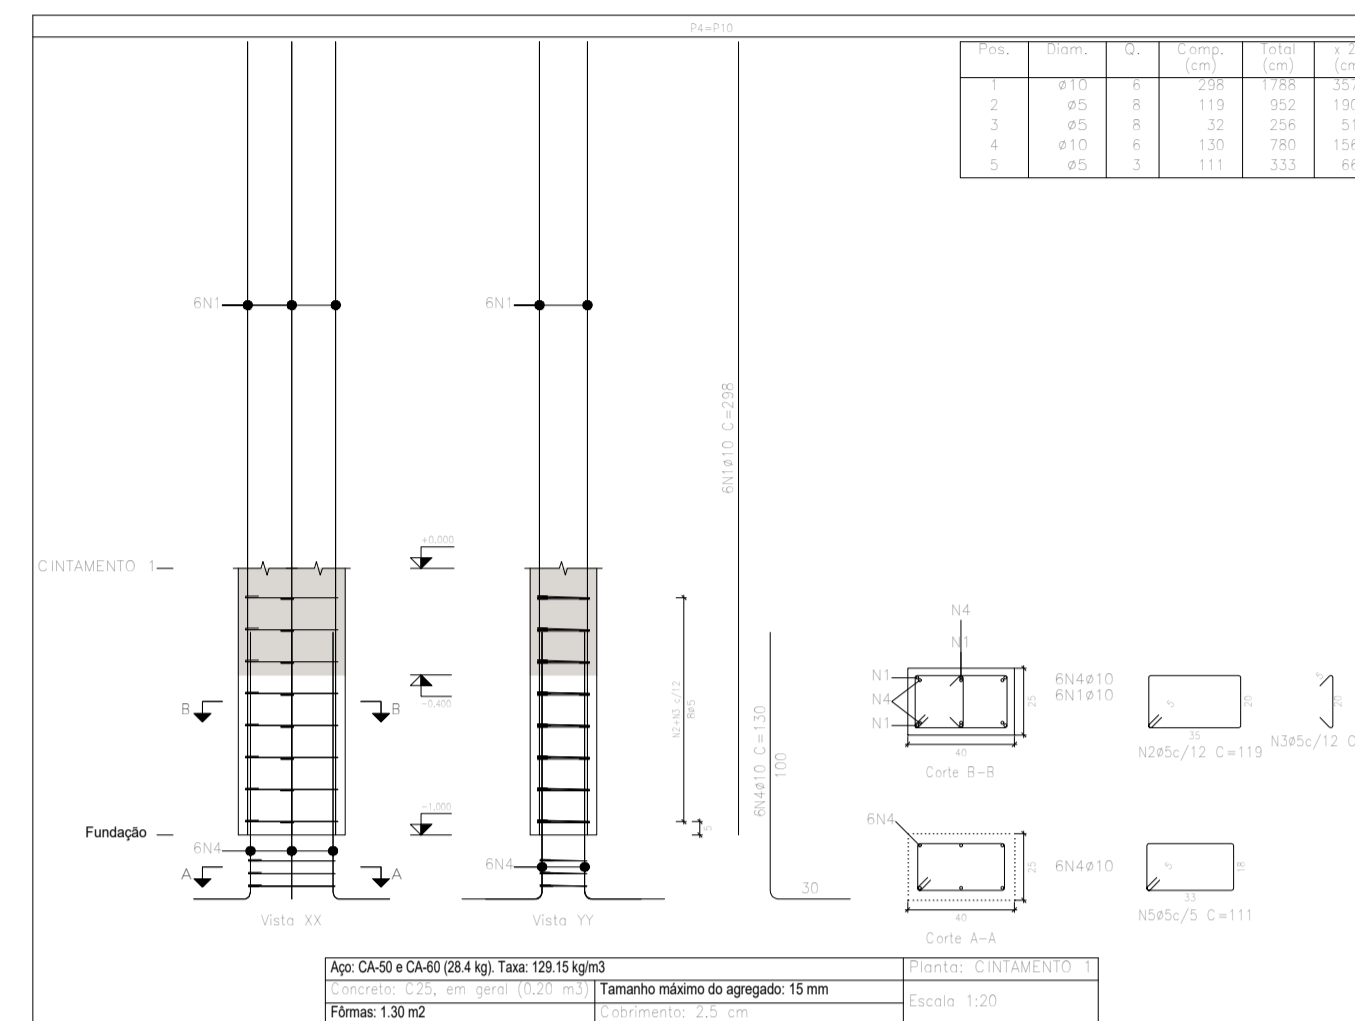 P4=P10
Pos. Diam. Q. Comp. (cm) Total (cm) x 2
1 ø10 6 298 1788
2 ø5 8 119 952
3 ø5 8 32 256
4 ø10 6 130 780
5 ø5 3 111 333
6N1
6N1
6N1ø10 C=298
CINTAMENTO 1
+0,000
-0,400
B B
N2+N3 c/12
8ø5
5
-1,000
Fundação
6N4
6N4
A A
Vista XX
Vista YY
6N4ø10 C=130
100
30
N4
N1
N1
N4
N1
25
40
6N4ø10
6N1ø10
Corte B-B
5
35
20
N2ø5c/12 C=119
5
20
N3ø5c/12
6N4
25
40
6N4ø10
Corte A-A
5
33
18
N5ø5c/5 C=111
Aço: CA-50 e CA-60 (28.4 kg). Taxa: 129.15 kg/m3
Planta: CINTAMENTO 1
Concreto: C25, em geral (0.20 m3)
Tamanho máximo do agregado: 15 mm
Escala 1:20
Fôrmas: 1.30 m2
Cobrimento: 2.5 cm